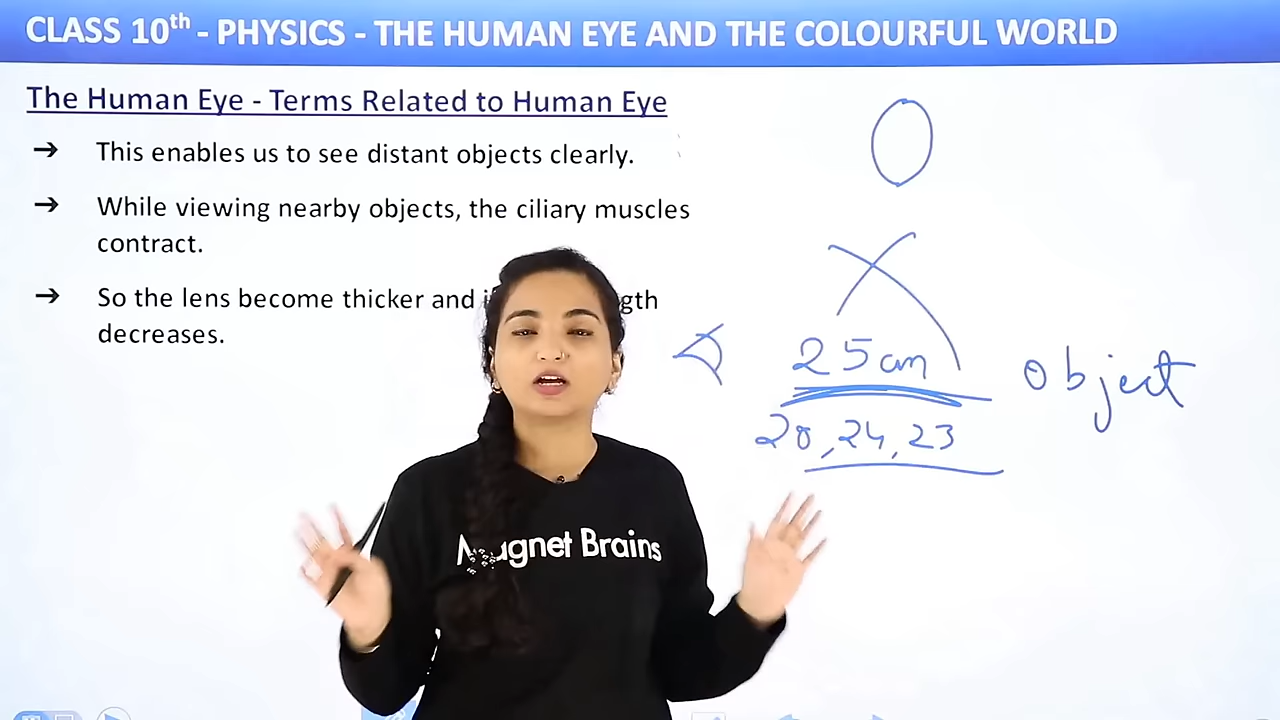 CLASS 10th - PHYSICS - THE HUMAN EYE AND THE COLOURFUL WORLD
The Human Eye - Terms Related to Human Eye
➔ This enables us to see distant objects clearly.
➔ While viewing nearby objects, the ciliary muscles
contract.
➔ So the lens become thicker and gth
decreases.
25cm
object
20,24,23
Magnet Brains